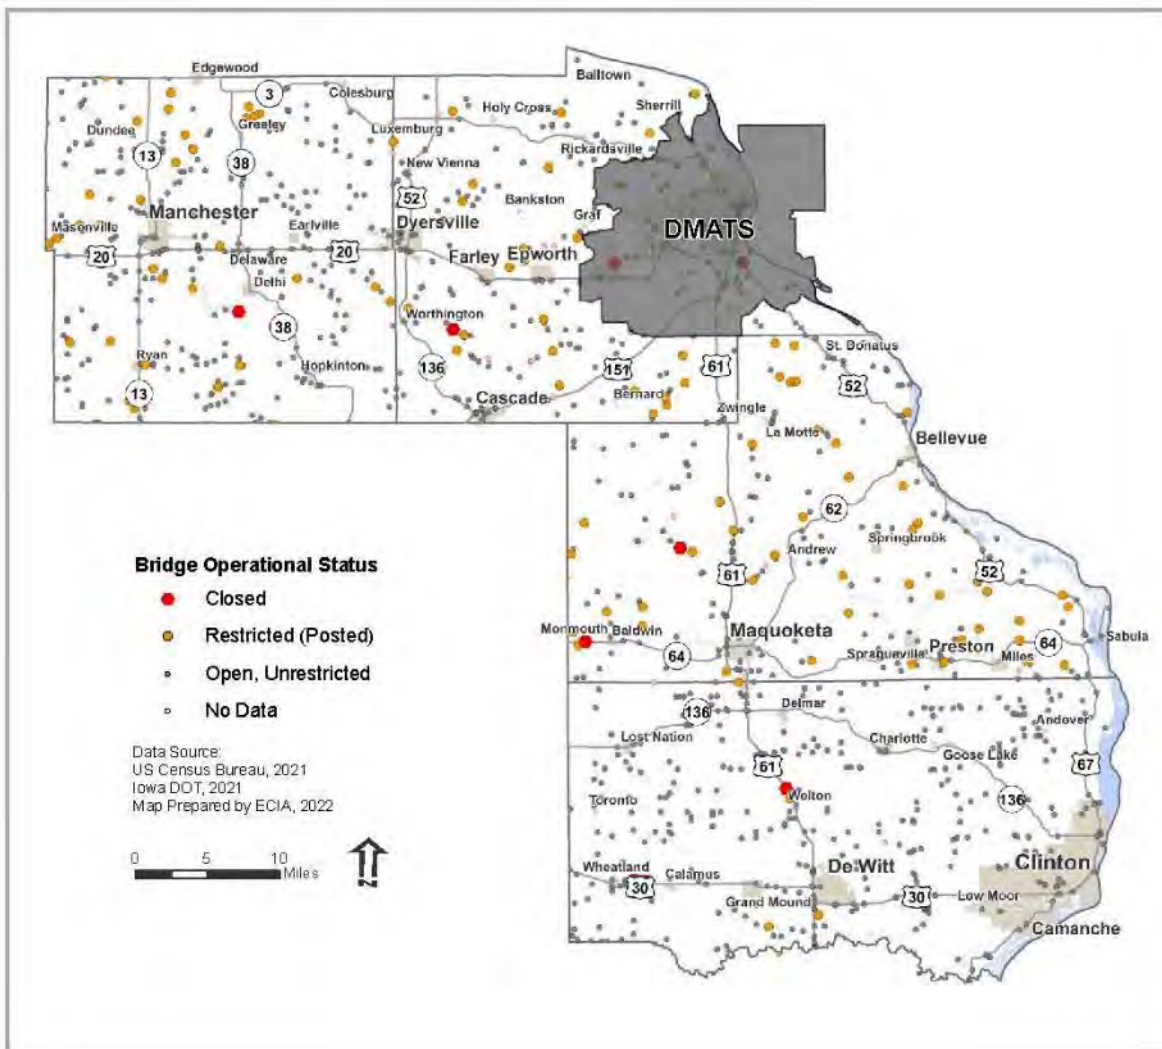 Edgewood
Balltown
3
Colesburg
Holy Cross
Sherrill
Greeley
Dundee
Luxemburg
Rickardsville
13
38
New Vienna
52
Bankston
Manchester
Graf
Masonville
Earlville
Dyersville
DMATS
20
Delaware
20
Farley
Epworth
Delhi
Worthington
38
St. Donatus
Ryan
Hopkinton
136
151
61
52
13
Cascade
Bernard
Zwingle
La Motte
Bellevue
62
Springbrook
Andrew
61
52
Bridge Operational Status
Closed
Restricted (Posted)
Open, Unrestricted
No Data
Data Source:
US Census Bureau, 2021
Iowa DOT, 2021
Map Prepared by ECIA, 2022
0 5 10
Miles
N
Monmouth
Baldwin
Maquoketa
64
Spragueville
Preston
Miles
64
Sabula
136
Delmar
Andover
Lost Nation
Charlotte
Goose Lake
61
67
Toronto
Welton
136
Wheatland
Calamus
30
De Witt
Clinton
Grand Mound
30
Low Moor
Camanche